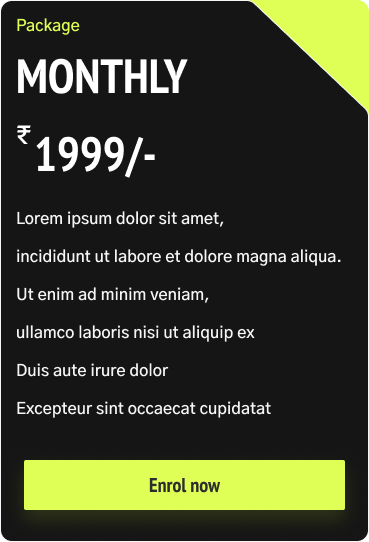 Package
MONTHLY
₹1999/-
Lorem ipsum dolor sit amet,
incididunt ut labore et dolore magna aliqua.
Ut enim ad minim veniam,
ullamco laboris nisi ut aliquip ex
Duis aute irure dolor
Excepteur sint occaecat cupidatat
Enrol now